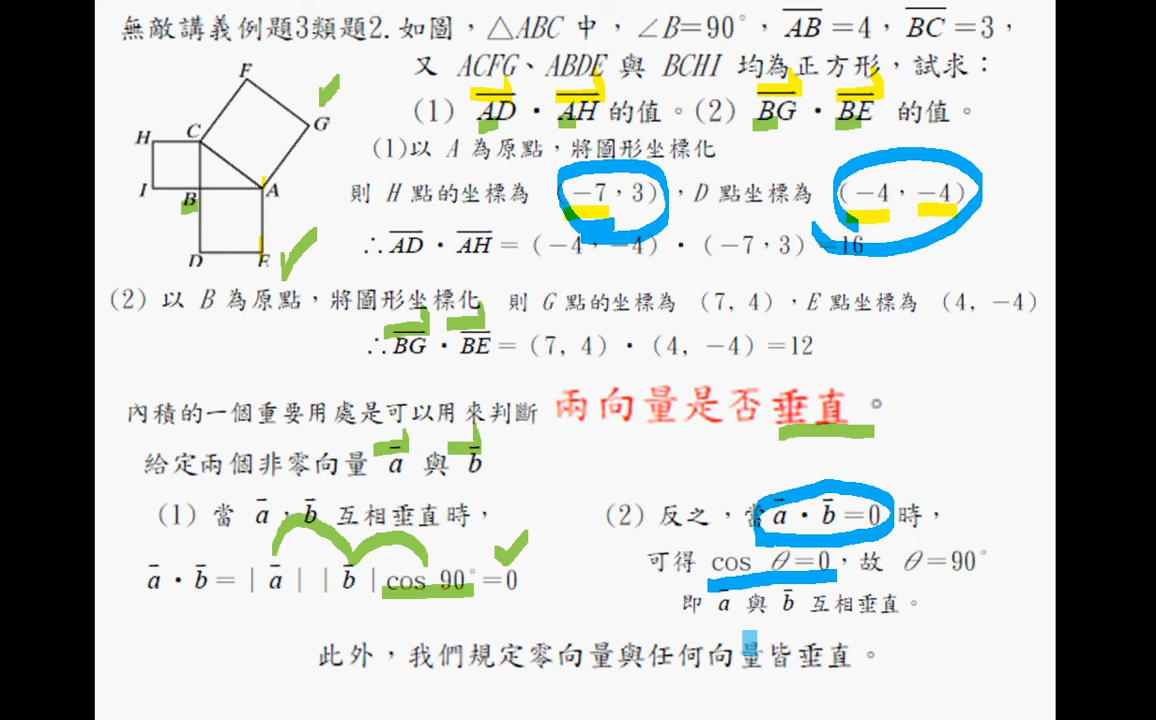 無敵講義例題3類題2.如圖，△ABC 中，∠B=90°，AB=4，BC=3，
又 ACFG、ABDE 與 BCHI 均為正方形，試求：
(1) AD・AH 的值。(2) BG・BE 的值。
F
G
H
C
I
B
A
D
E
(1)以 A 為原點，將圖形坐標化
則 H 點的坐標為 (−7，3)，D 點坐標為 (−4，−4)
∴AD・AH=(−4，−4)・(−7，3)=16
(2) 以 B 為原點，將圖形坐標化 則 G 點的坐標為 (7, 4)，E 點坐標為 (4, −4)
∴BG・BE=(7, 4)・(4, −4)=12
內積的一個重要用處是可以用來判斷 兩向量是否垂直。
給定兩個非零向量 a 與 b
(1) 當 a，b 互相垂直時，
a・b=|a||b|cos 90°=0
(2) 反之，當 a・b=0 時，
可得 cos θ=0，故 θ=90°
即 a 與 b 互相垂直。
此外，我們規定零向量與任何向量皆垂直。